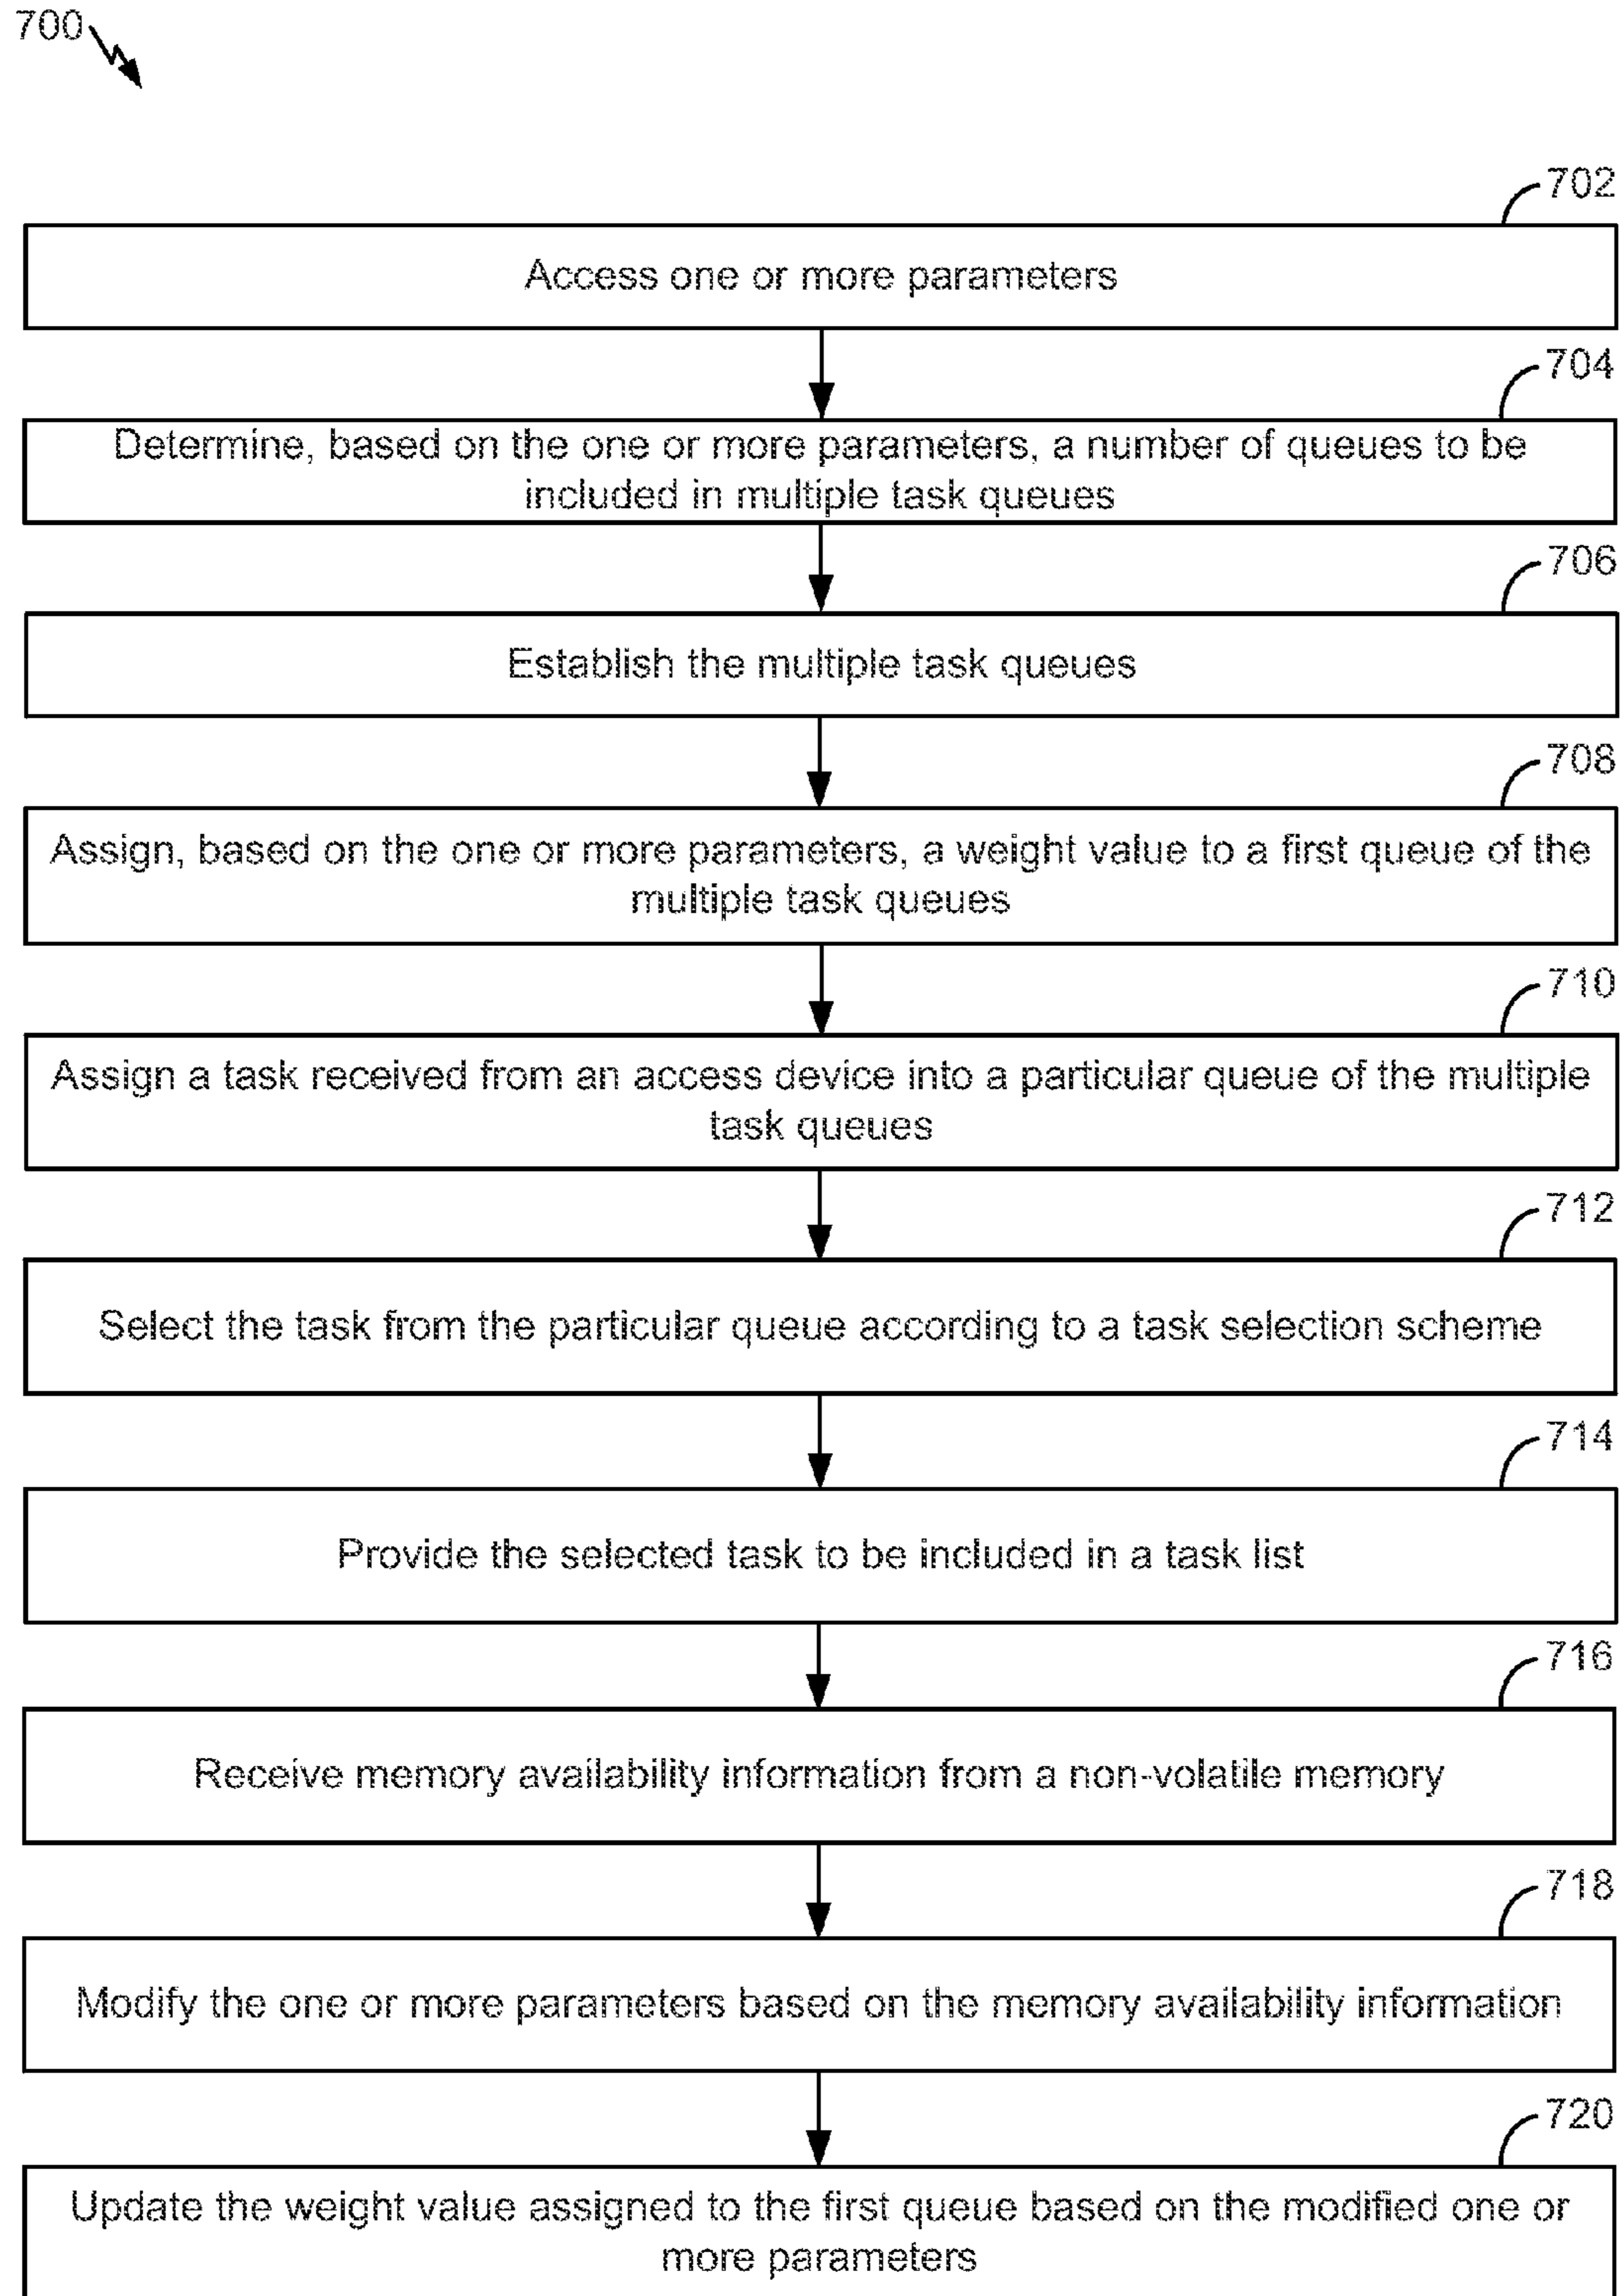 700
702
Access one or more parameters
704
Determine, based on the one or more parameters, a number of queues to be
included in multiple task queues
706
Establish the multiple task queues
708
Assign, based on the one or more parameters, a weight value to a first queue of the
multiple task queues
710
Assign a task received from an access device into a particular queue of the multiple
task queues
712
Select the task from the particular queue according to a task selection scheme
714
Provide the selected task to be included in a task list
716
Receive memory availability information from a non-volatile memory
718
Modify the one or more parameters based on the memory availability information
720
Update the weight value assigned to the first queue based on the modified one or
more parameters